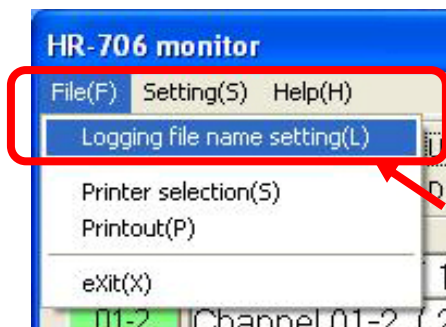 HR-706 monitor
File(F) Setting(S) Help(H)
Logging file name setting(L)
Printer selection(S)
Printout(P)
eXit(X)
01-2 Channel 01-2